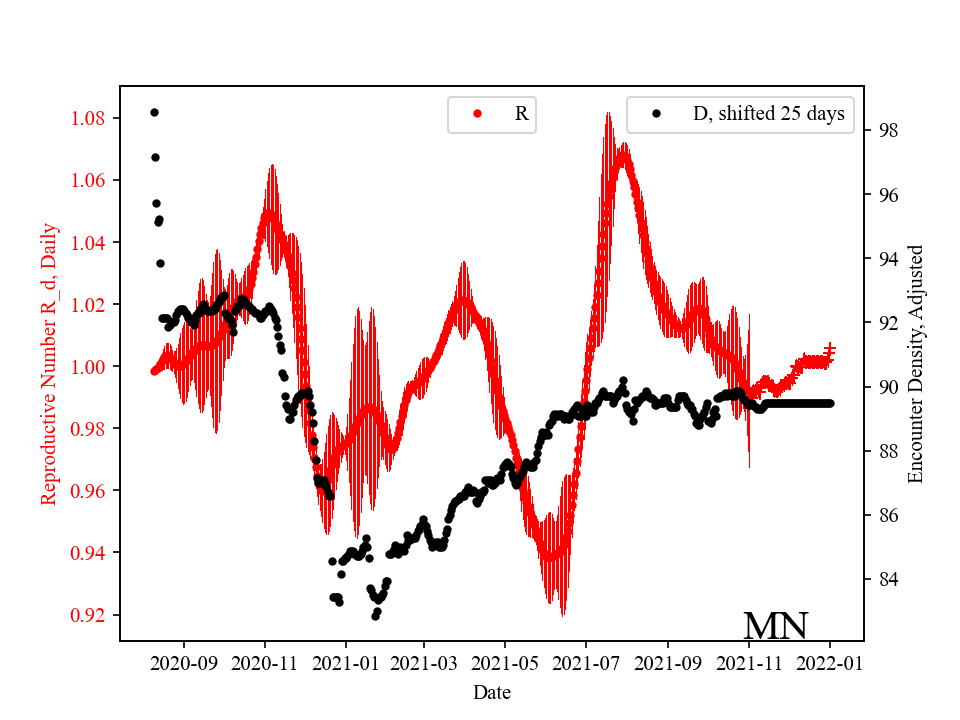 R
D, shifted 25 days
1.08
1.06
1.04
1.02
1.00
0.98
0.96
0.94
0.92
Reproductive Number R_d, Daily
98
96
94
92
90
88
86
84
Encounter Density, Adjusted
MN
2020-09 2020-11 2021-01 2021-03 2021-05 2021-07 2021-09 2021-11 2022-01
Date